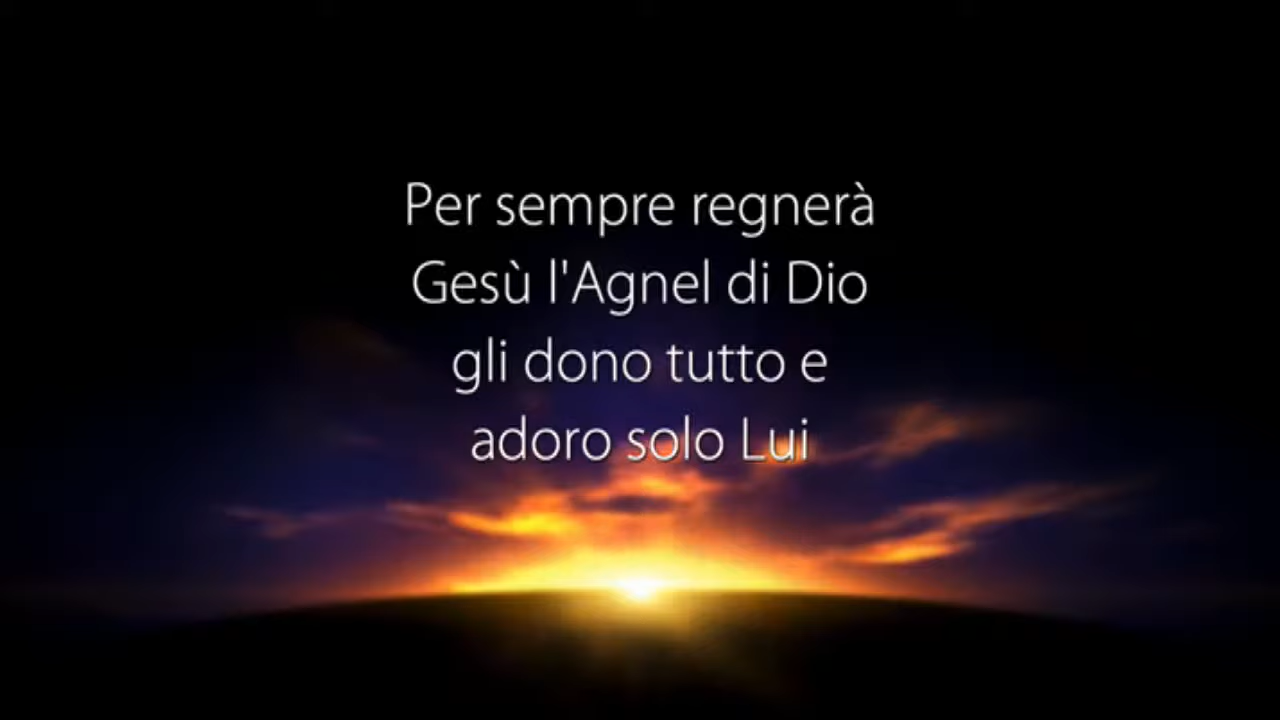 Per sempre regnerà
Gesù l'Agnel di Dio
gli dono tutto e
adoro solo Lui